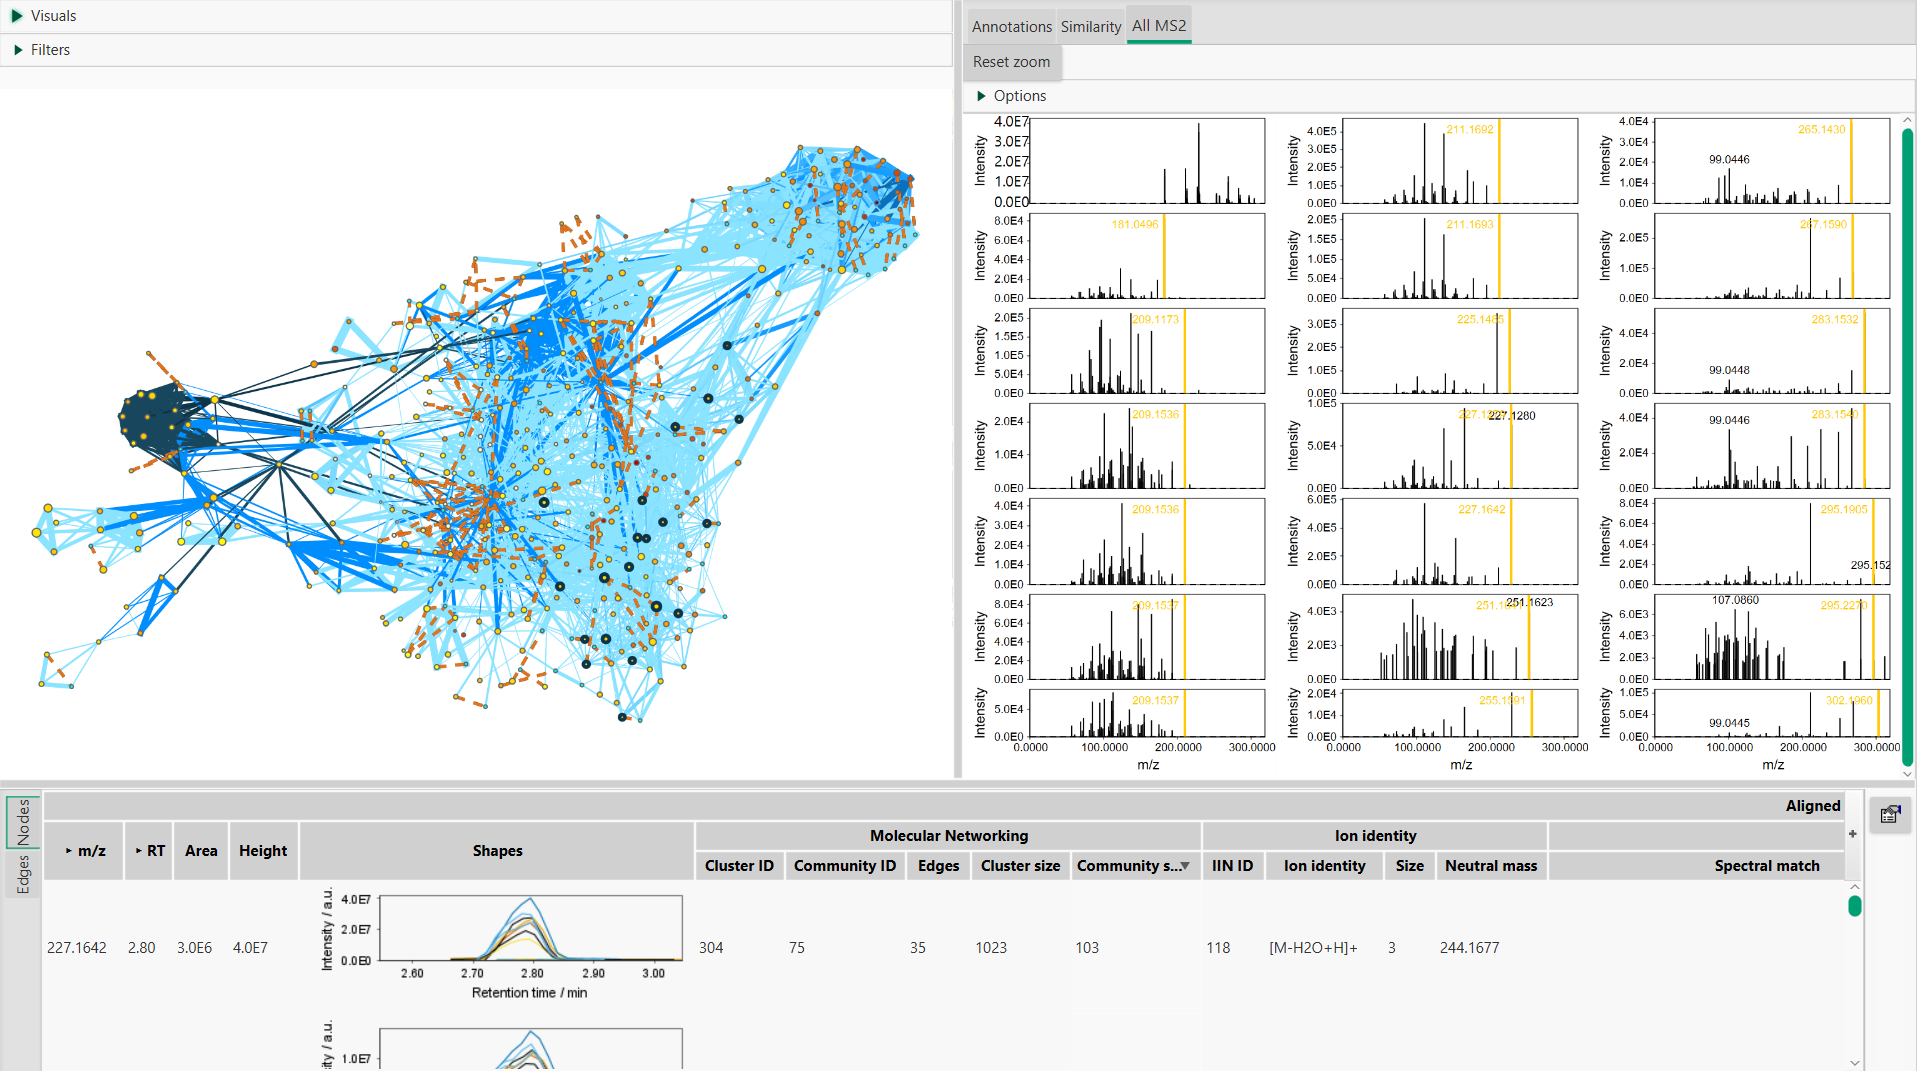 Visuals
Filters
Annotations Similarity All MS2
Reset zoom
Options
Intensity 4.0E7 3.0E7 2.0E7 1.0E7 0.0E0
Intensity 4.0E5 3.0E5 2.0E5 1.0E5 0.0E0 211.1692
Intensity 4.0E4 3.0E4 2.0E4 1.0E4 0.0E0 99.0446 265.1430
Intensity 8.0E4 6.0E4 4.0E4 2.0E4 0.0E0 181.0496
Intensity 2.0E5 1.5E5 1.0E5 5.0E4 0.0E0 211.1693
Intensity 2.0E5 1.0E5 0.0E0 267.1590
Intensity 2.0E5 1.5E5 1.0E5 5.0E4 0.0E0 209.1173
Intensity 3.0E5 2.0E5 1.0E5 0.0E0 225.1485
Intensity 4.0E4 2.0E4 0.0E0 99.0448 283.1532
Intensity 2.0E4 1.0E4 0.0E0 209.1536
Intensity 1.0E5 5.0E4 0.0E0 227.1280
Intensity 4.0E4 2.0E4 0.0E0 99.0446
Intensity 4.0E4 3.0E4 2.0E4 1.0E4 0.0E0 209.1536
Intensity 6.0E5 4.0E5 2.0E5 0.0E0 227.1642
Intensity 8.0E4 6.0E4 4.0E4 2.0E4 0.0E0 295.1905 295.152
Intensity 8.0E4 6.0E4 4.0E4 2.0E4 0.0E0 209.1537
Intensity 4.0E3 2.0E3 0.0E0 251.1623
Intensity 6.0E3 4.0E3 2.0E3 0.0E0 107.0860 295.2270
Intensity 5.0E4 0.0E0 209.1537
Intensity 2.0E4 1.0E4 0.0E0 255.1591
Intensity 1.0E5 5.0E4 0.0E0 99.0445 302.1960
0.0000 100.0000 200.0000 300.0000
0.0000 100.0000 200.0000 300.0000
0.0000 100.0000 200.0000 300.0000
m/z m/z m/z
Nodes
Edges
Aligned
+
m/z RT Area Height Shapes
Molecular Networking
Ion identity
Cluster ID Community ID Edges Cluster size Community s...
IIN ID Ion identity Size Neutral mass
Spectral match
227.1642 2.80 3.0E6 4.0E7
Intensity / a.u.
4.0E7
2.0E7
0.0E0
2.60 2.70 2.80 2.90 3.00
Retention time / min
304 75 35 1023 103 118 [M-H2O+H]+ 3 244.1677
1.0E7